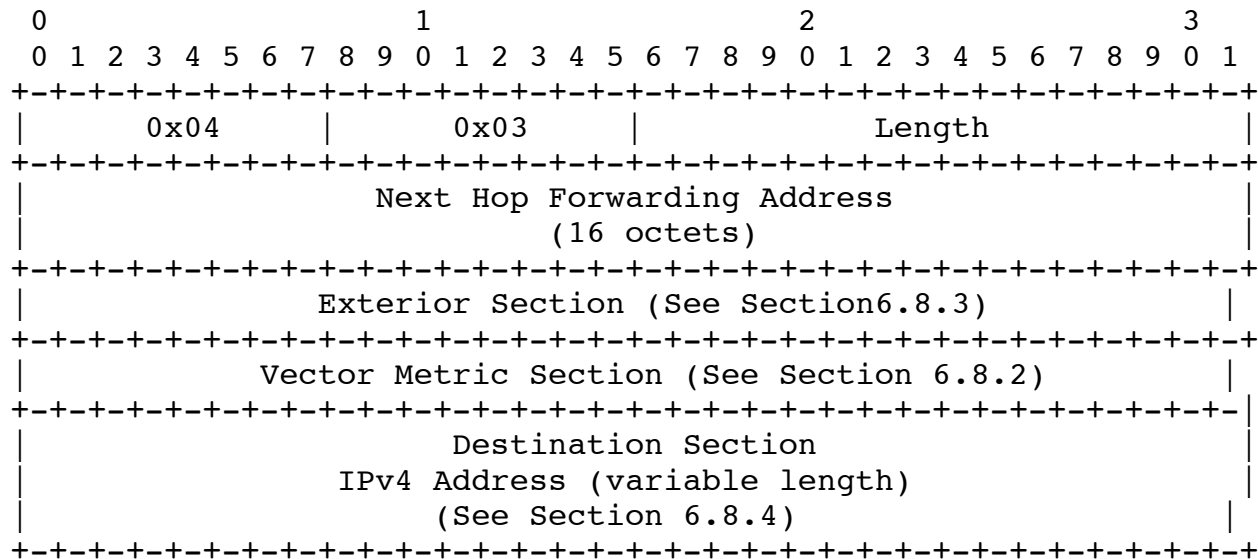 0                   1                   2                   3
 0 1 2 3 4 5 6 7 8 9 0 1 2 3 4 5 6 7 8 9 0 1 2 3 4 5 6 7 8 9 0 1
+-+-+-+-+-+-+-+-+-+-+-+-+-+-+-+-+-+-+-+-+-+-+-+-+-+-+-+-+-+-+-+-+
|      0x04     |      0x03     |            Length             |
+-+-+-+-+-+-+-+-+-+-+-+-+-+-+-+-+-+-+-+-+-+-+-+-+-+-+-+-+-+-+-+-+
|                  Next Hop Forwarding Address                  |
|                           (16 octets)                         |
+-+-+-+-+-+-+-+-+-+-+-+-+-+-+-+-+-+-+-+-+-+-+-+-+-+-+-+-+-+-+-+-+
|               Exterior Section (See Section6.8.3)            |
+-+-+-+-+-+-+-+-+-+-+-+-+-+-+-+-+-+-+-+-+-+-+-+-+-+-+-+-+-+-+-+-+
|            Vector Metric Section (See Section 6.8.2)         |
+-+-+-+-+-+-+-+-+-+-+-+-+-+-+-+-+-+-+-+-+-+-+-+-+-+-+-+-+-+-+-+-|
|                      Destination Section                      |
|                IPv4 Address (variable length)                 |
|                     (See Section 6.8.4)                      |
+-+-+-+-+-+-+-+-+-+-+-+-+-+-+-+-+-+-+-+-+-+-+-+-+-+-+-+-+-+-+-+-+